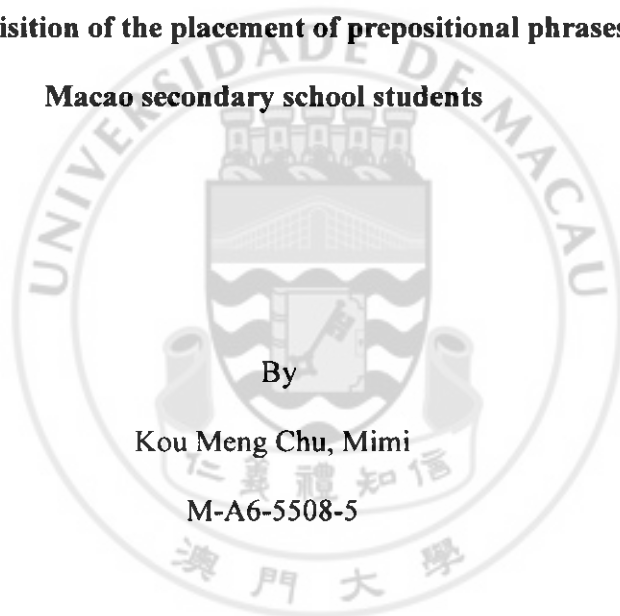 isition of the placement of prepositional phrases
Macao secondary school students
UNIVERSIDADE DE MACAU
By
Kou Meng Chu, Mimi
仁義禮知信
M-A6-5508-5
澳門大學